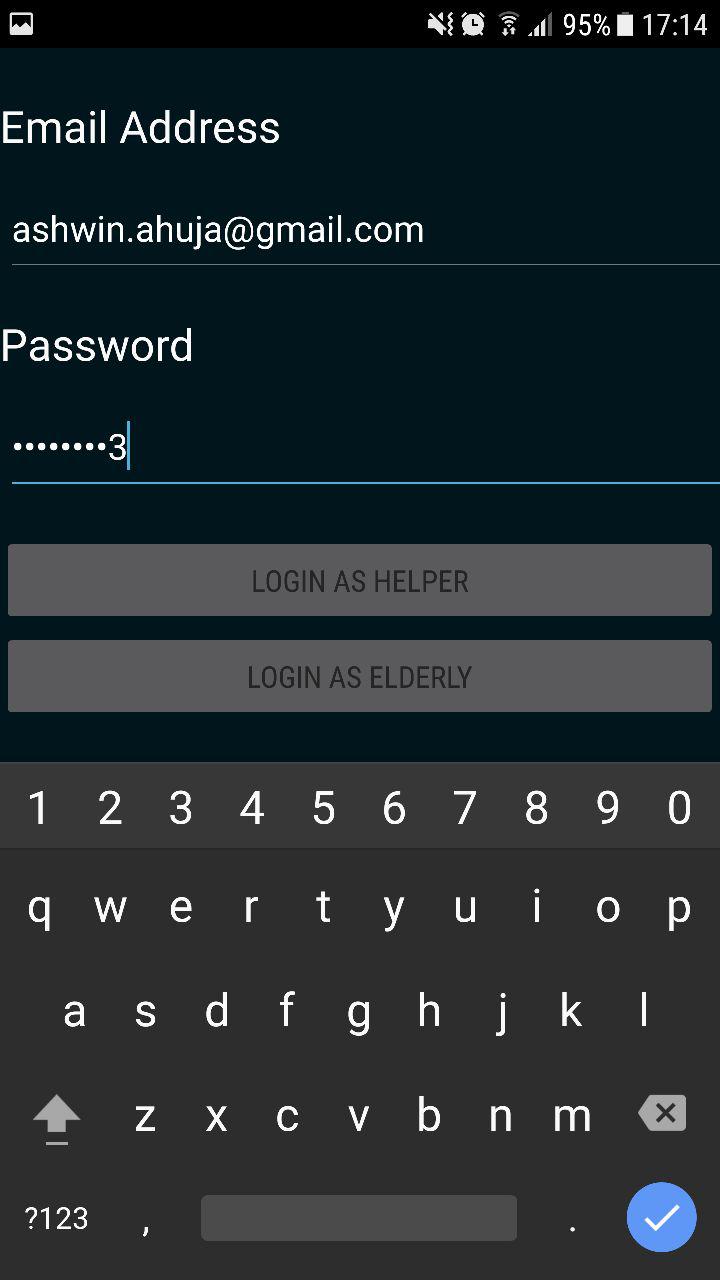 95% 17:14
Email Address
ashwin.ahuja@gmail.com
Password
••••••••3
LOGIN AS HELPER
LOGIN AS ELDERLY
1 2 3 4 5 6 7 8 9 0
q w e r t y u i o p
a s d f g h j k l
z x c v b n m
?123 , .